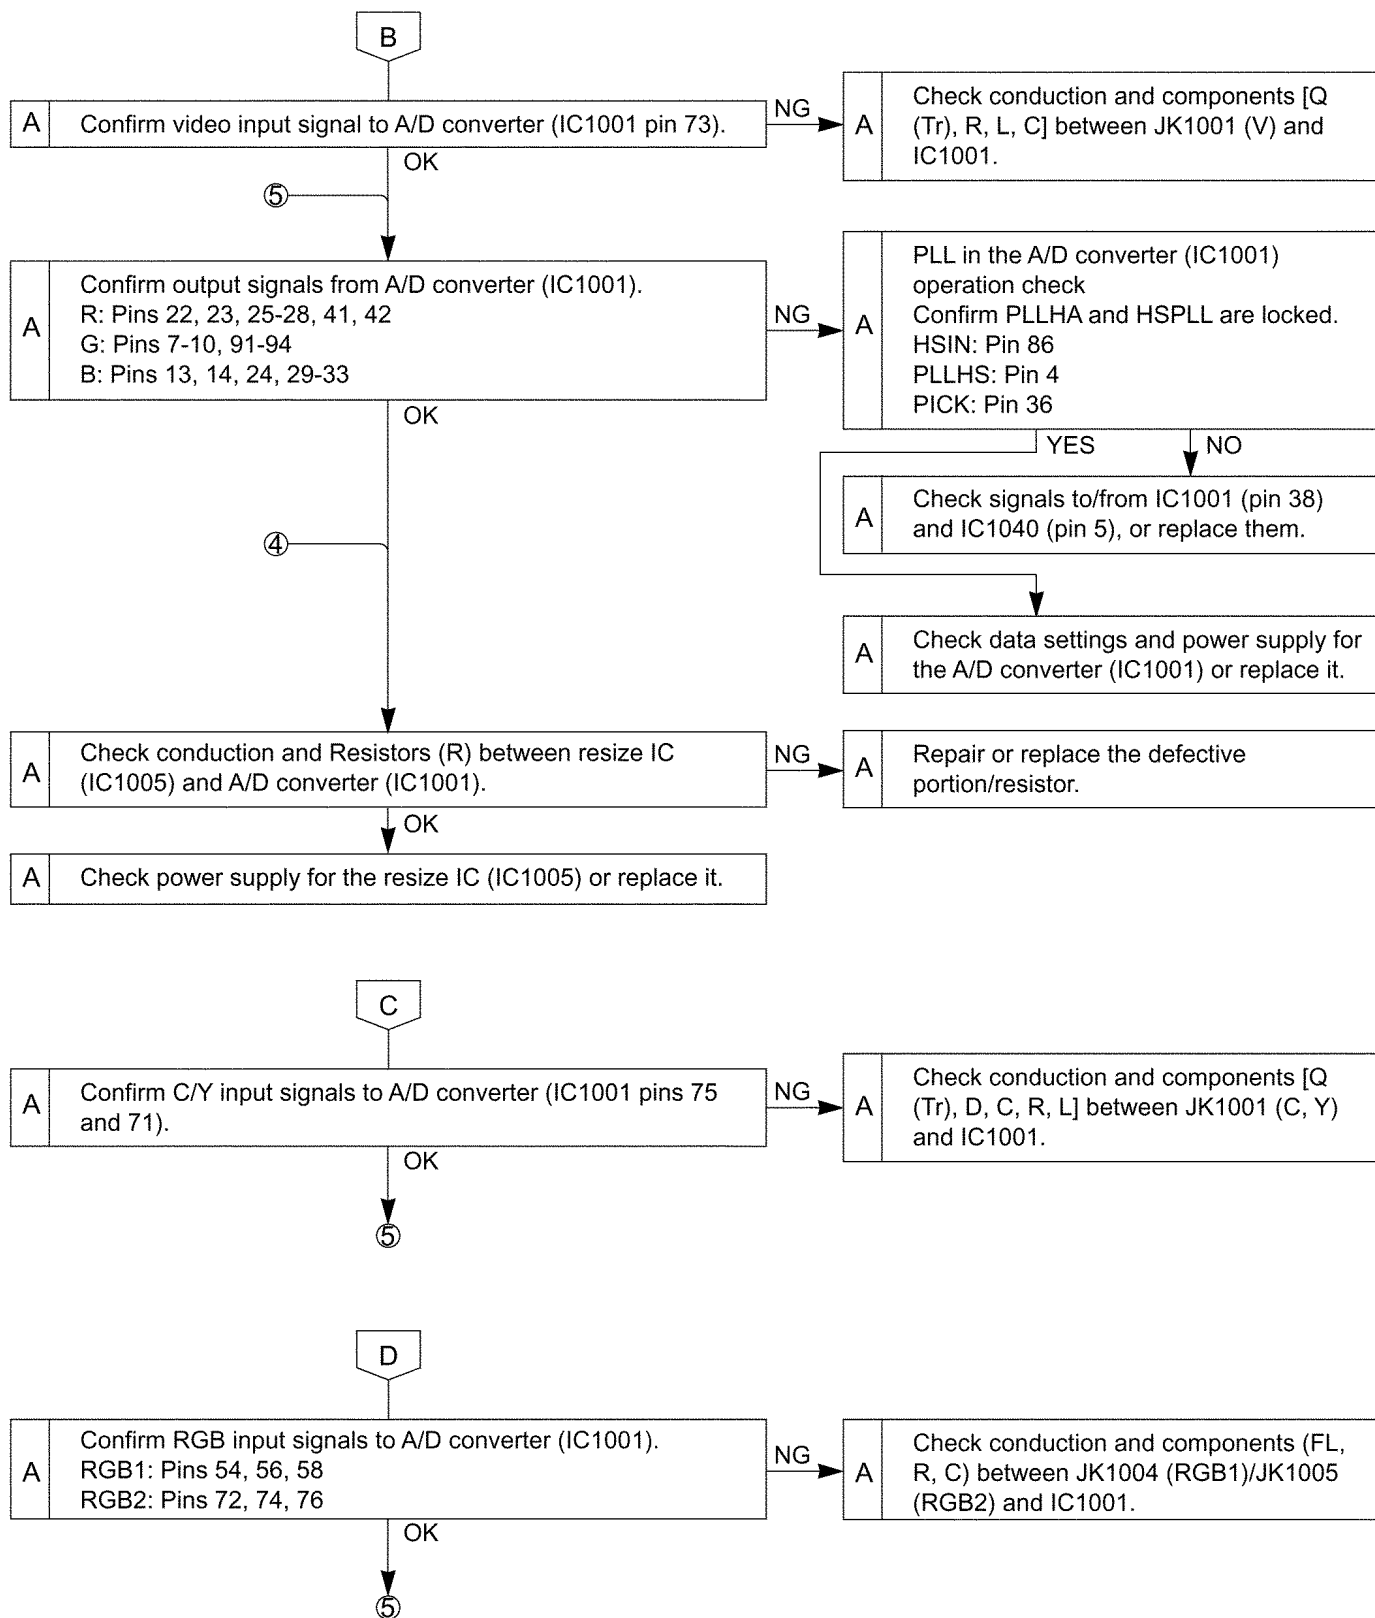 B
A
Confirm video input signal to A/D converter (IC1001 pin 73).
NG
A
Check conduction and components [Q
(Tr), R, L, C] between JK1001 (V) and
IC1001.
OK
⑤
A
Confirm output signals from A/D converter (IC1001).
R: Pins 22, 23, 25-28, 41, 42
G: Pins 7-10, 91-94
B: Pins 13, 14, 24, 29-33
NG
A
PLL in the A/D converter (IC1001)
operation check
Confirm PLLHA and HSPLL are locked.
HSIN: Pin 86
PLLHS: Pin 4
PICK: Pin 36
OK
YES
NO
A
Check signals to/from IC1001 (pin 38)
and IC1040 (pin 5), or replace them.
④
A
Check data settings and power supply for
the A/D converter (IC1001) or replace it.
A
Check conduction and Resistors (R) between resize IC
(IC1005) and A/D converter (IC1001).
NG
A
Repair or replace the defective
portion/resistor.
OK
A
Check power supply for the resize IC (IC1005) or replace it.
C
A
Confirm C/Y input signals to A/D converter (IC1001 pins 75
and 71).
NG
A
Check conduction and components [Q
(Tr), D, C, R, L] between JK1001 (C, Y)
and IC1001.
OK
⑤
D
A
Confirm RGB input signals to A/D converter (IC1001).
RGB1: Pins 54, 56, 58
RGB2: Pins 72, 74, 76
NG
A
Check conduction and components (FL,
R, C) between JK1004 (RGB1)/JK1005
(RGB2) and IC1001.
OK
⑤